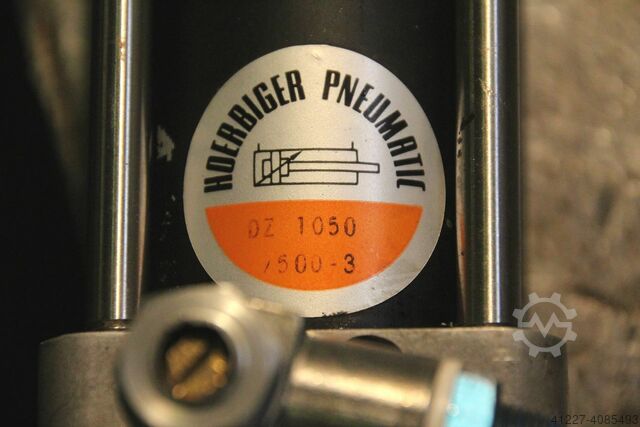 HOERBIGER PNEUMATIC
DZ 1050
/500-3
41227-4085493